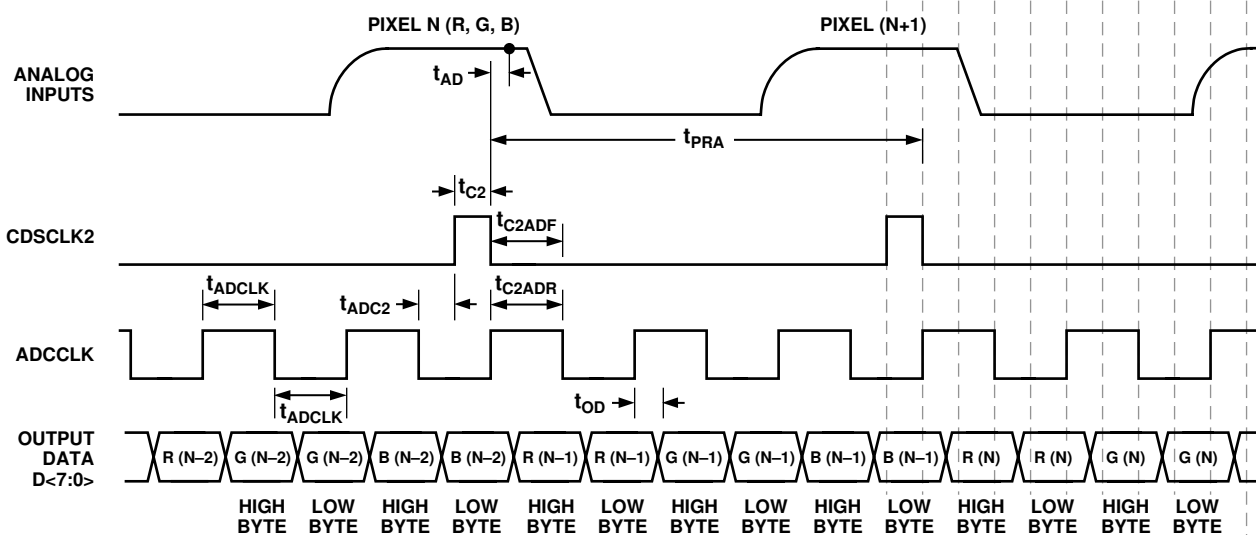 PIXEL N (R, G, B)
PIXEL (N+1)
ANALOG
INPUTS
tAD
tPRA
tC2
CDSCLK2
tC2ADF
tADCLK
tADC2
tC2ADR
ADCCLK
tADCLK
tOD
OUTPUT
DATA
D<7:0>
R (N–2) G (N–2) G (N–2) B (N–2) B (N–2) R (N–1) R (N–1) G (N–1) G (N–1) B (N–1) B (N–1) R (N) R (N) G (N) G (N)
HIGH LOW HIGH LOW HIGH LOW HIGH LOW HIGH LOW HIGH LOW HIGH LOW
BYTE BYTE BYTE BYTE BYTE BYTE BYTE BYTE BYTE BYTE BYTE BYTE BYTE BYTE